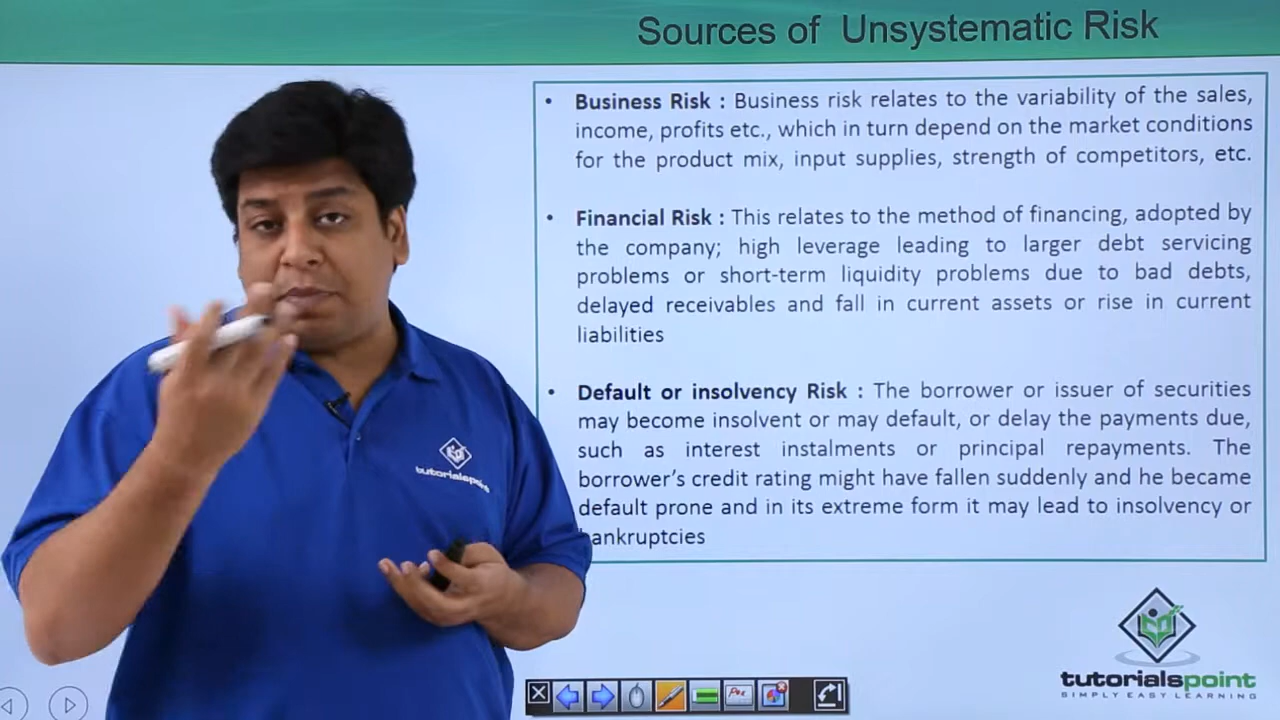 Sources of Unsystematic Risk
• Business Risk : Business risk relates to the variability of the sales,
income, profits etc., which in turn depend on the market conditions
for the product mix, input supplies, strength of competitors, etc.
• Financial Risk : This relates to the method of financing, adopted by
the company; high leverage leading to larger debt servicing
problems or short-term liquidity problems due to bad debts,
delayed receivables and fall in current assets or rise in current
liabilities
• Default or insolvency Risk : The borrower or issuer of securities
may become insolvent or may default, or delay the payments due,
such as interest instalments or principal repayments. The
borrower's credit rating might have fallen suddenly and he became
default prone and in its extreme form it may lead to insolvency or
bankruptcies
tutorialspoint
tutorialspoint
SIMPLY EASY LEARNING